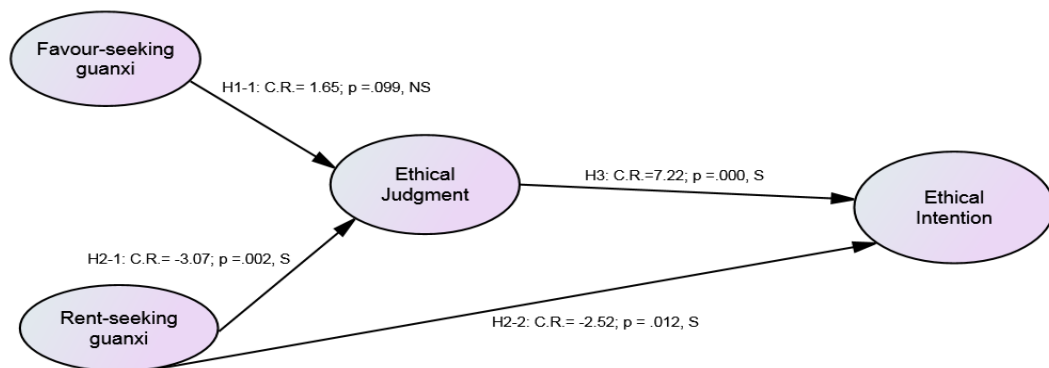 Favour-seeking
guanxi
H1-1: C.R.= 1.65; p =.099, NS
Ethical
Judgment
H3: C.R.=7.22; p =.000, S
Ethical
Intention
H2-1: C.R.= -3.07; p =.002, S
Rent-seeking
guanxi
H2-2: C.R.= -2.52; p = .012, S